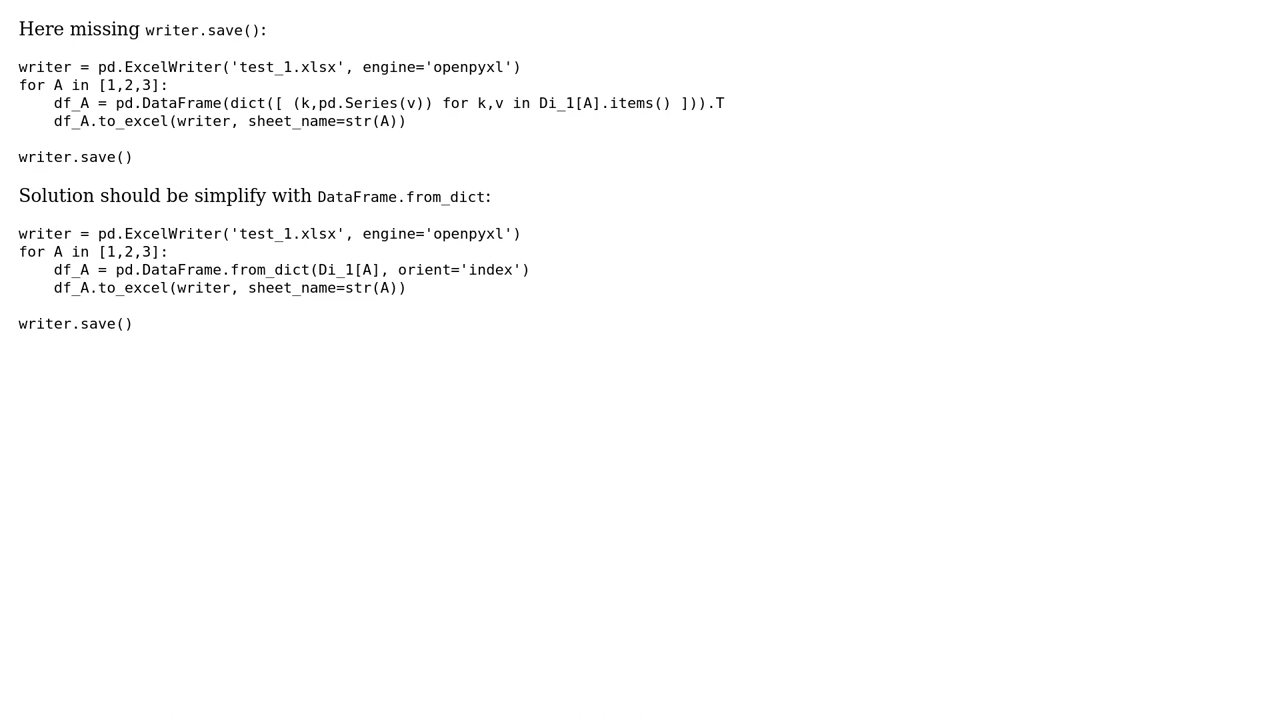 Here missing writer.save():
writer = pd.ExcelWriter('test_1.xlsx', engine='openpyxl')
for A in [1,2,3]:
    df_A = pd.DataFrame(dict([ (k,pd.Series(v)) for k,v in Di_1[A].items() ])).T
    df_A.to_excel(writer, sheet_name=str(A))
writer.save()
Solution should be simplify with DataFrame.from_dict:
writer = pd.ExcelWriter('test_1.xlsx', engine='openpyxl')
for A in [1,2,3]:
    df_A = pd.DataFrame.from_dict(Di_1[A], orient='index')
    df_A.to_excel(writer, sheet_name=str(A))
writer.save()